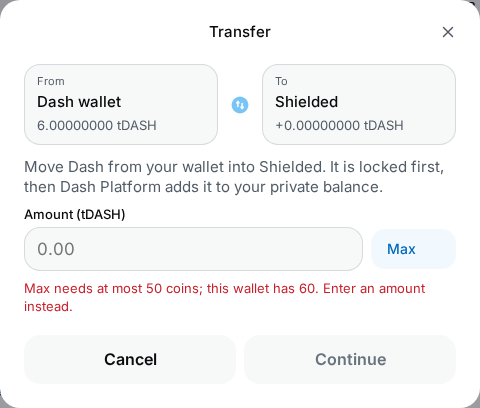 Transfer
From
Dash wallet
6.00000000 tDASH
To
Shielded
+0.00000000 tDASH
Move Dash from your wallet into Shielded. It is locked first,
then Dash Platform adds it to your private balance.
Amount (tDASH)
0.00
Max
Max needs at most 50 coins; this wallet has 60. Enter an amount
instead.
Cancel
Continue